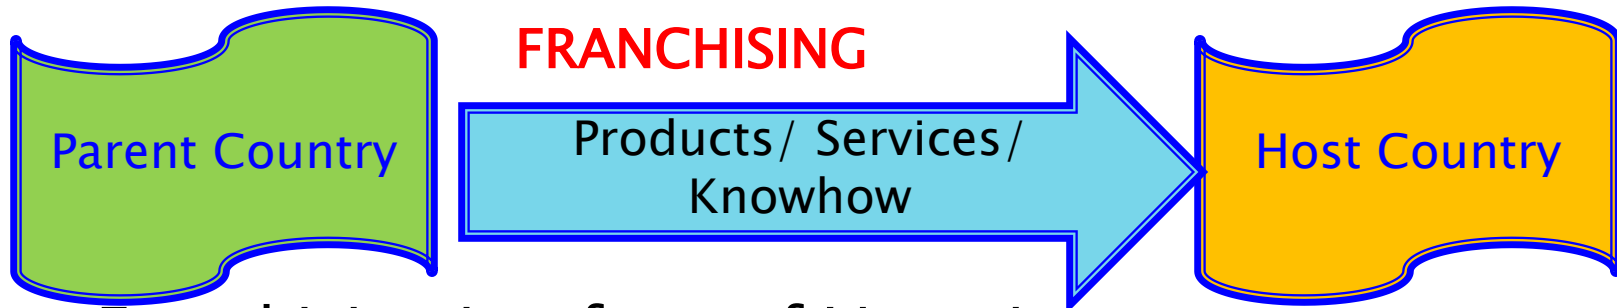 FRANCHISING
Parent Country
Products/ Services/
Knowhow
Host Country